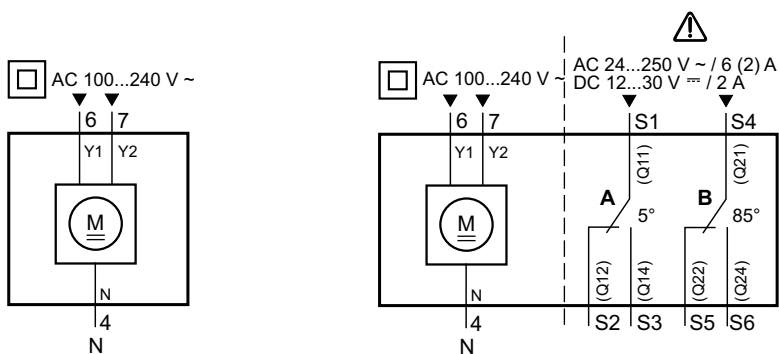 AC 100...240 V ~
6 7
Y1 Y2
M
N
4
N
AC 100...240 V ~
AC 24...250 V ~ / 6 (2) A
DC 12...30 V ⎓ / 2 A
6 7
S1
S4
Y1 Y2
(Q11)
(Q21)
A
5°
B
85°
M
N
(Q12)
(Q14)
(Q22)
(Q24)
4
S2 S3
S5 S6
N